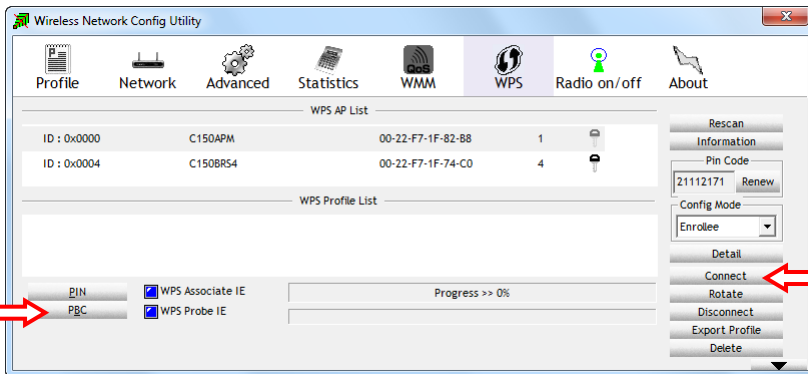 Wireless Network Config Utility
Profile Network Advanced Statistics QoS WMM WPS Radio on/off About
WPS AP List
ID : 0x0000 C150APM 00-22-F7-1F-82-B8 1
ID : 0x0004 C150BRS4 00-22-F7-1F-74-C0 4
WPS Profile List
Rescan
Information
Pin Code
21112171 Renew
Config Mode
Enrollee
Detail
Connect
Rotate
Disconnect
Export Profile
Delete
PIN WPS Associate IE Progress >> 0%
PBC WPS Probe IE